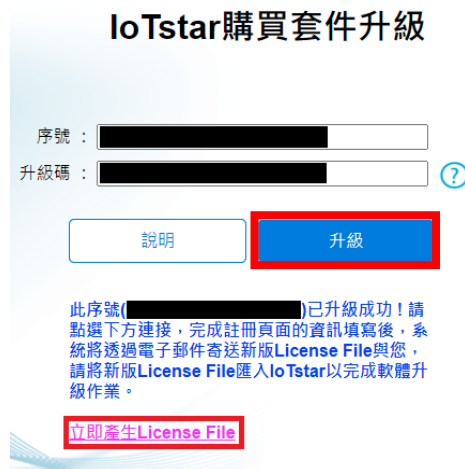 IoTstar購買套件升級
序號 :
升級碼 :
?
說明
升級
此序號(
)已升級成功！請
點選下方連接，完成註冊頁面的資訊填寫後，系
統將透過電子郵件寄送新版License File與您，
請將新版License File匯入IoTstar以完成軟體升
級作業。
立即產生License File